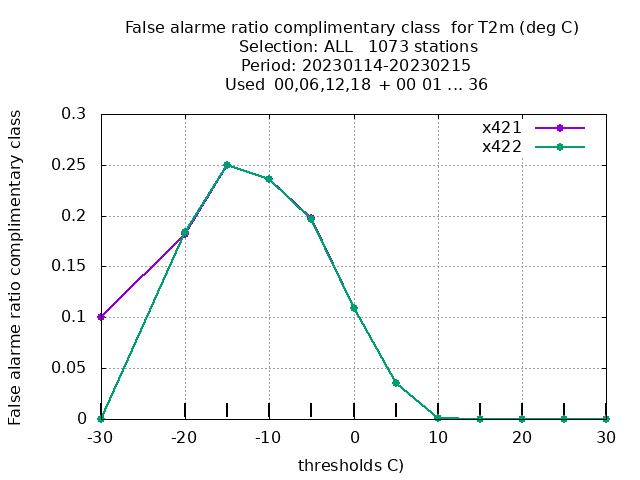 False alarme ratio complimentary class  for T2m (deg C)
Selection: ALL   1073 stations
Period: 20230114-20230215
Used  00,06,12,18  + 00 01 ... 36
False alarme ratio complimentary class
0.3
0.25
0.2
0.15
0.1
0.05
0
x421
x422
-30 -20 -10 0 10 20 30
thresholds C)